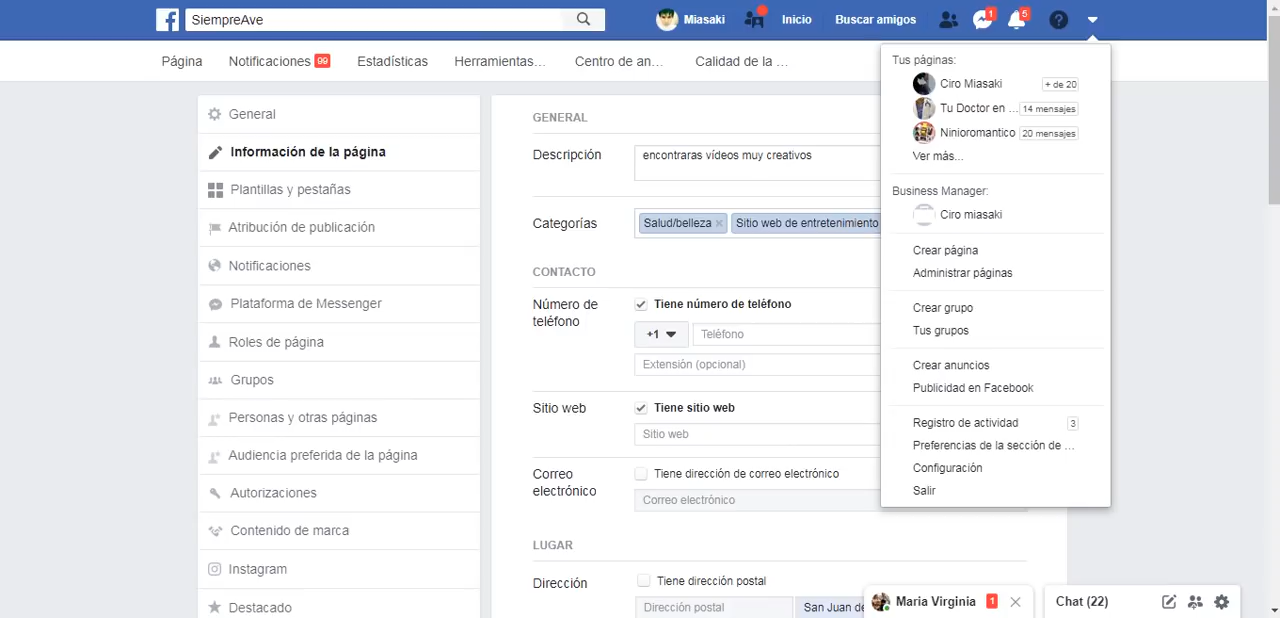 SiempreAve
Miasaki
Inicio
Buscar amigos
1
5
Página
Notificaciones 99
Estadísticas
Herramientas...
Centro de an...
Calidad de la ...
General
Información de la página
Plantillas y pestañas
Atribución de publicación
Notificaciones
Plataforma de Messenger
Roles de página
Grupos
Personas y otras páginas
Audiencia preferida de la página
Autorizaciones
Contenido de marca
Instagram
Destacado
GENERAL
Descripción
encontraras vídeos muy creativos
Categorías
Salud/belleza
Sitio web de entretenimiento
CONTACTO
Número de
teléfono
Tiene número de teléfono
+1
Teléfono
Extensión (opcional)
Sitio web
Tiene sitio web
Sitio web
Correo
electrónico
Tiene dirección de correo electrónico
Correo electrónico
LUGAR
Dirección
Tiene dirección postal
Dirección postal
San Juan de
Tus páginas:
Ciro Miasaki + de 20
Tu Doctor en ... 14 mensajes
Ninioromantico 20 mensajes
Ver más...
Business Manager:
Ciro miasaki
Crear página
Administrar páginas
Crear grupo
Tus grupos
Crear anuncios
Publicidad en Facebook
Registro de actividad 3
Preferencias de la sección de ...
Configuración
Salir
Maria Virginia 1
Chat (22)